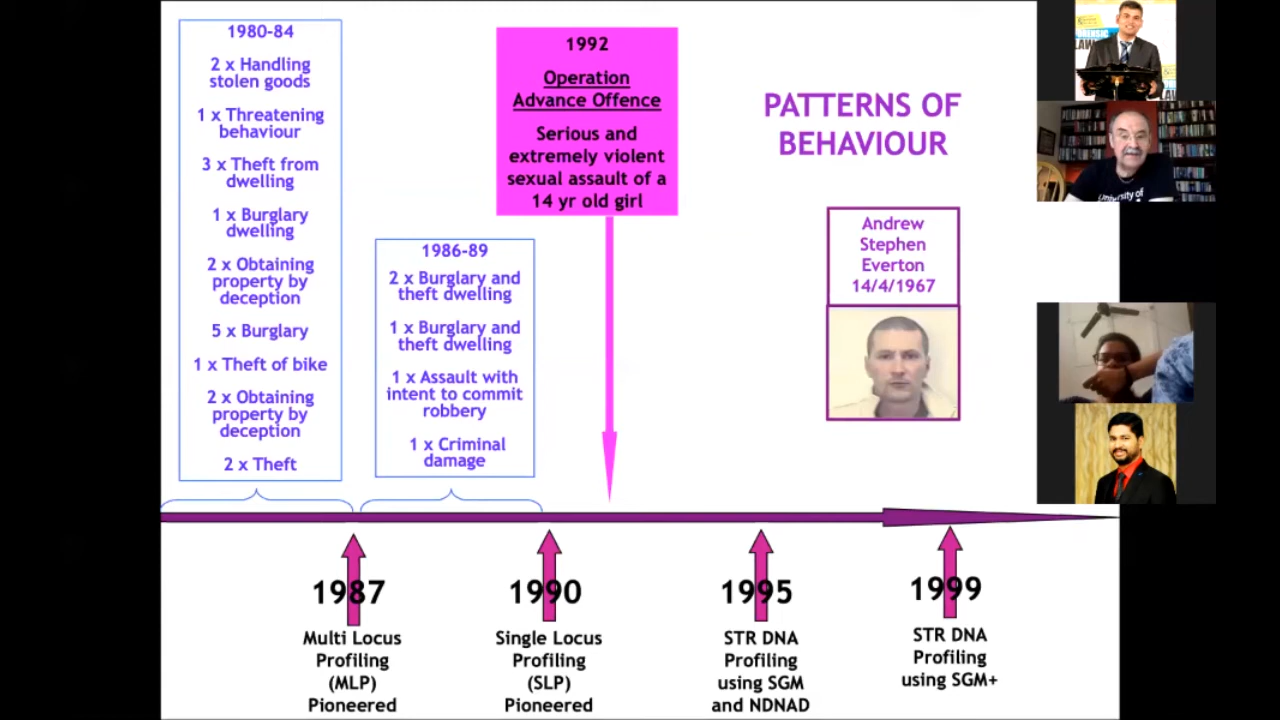 1980-84
2 x Handling
stolen goods
1 x Threatening
behaviour
3 x Theft from
dwelling
1 x Burglary
dwelling
2 x Obtaining
property by
deception
5 x Burglary
1 x Theft of bike
2 x Obtaining
property by
deception
2 x Theft
1986-89
2 x Burglary and
theft dwelling
1 x Burglary and
theft dwelling
1 x Assault with
intent to commit
robbery
1 x Criminal
damage
1992
Operation
Advance Offence
Serious and
extremely violent
sexual assault of a
14 yr old girl
PATTERNS OF
BEHAVIOUR
Andrew
Stephen
Everton
14/4/1967
1987
Multi Locus
Profiling
(MLP)
Pioneered
1990
Single Locus
Profiling
(SLP)
Pioneered
1995
STR DNA
Profiling
using SGM
and NDNAD
1999
STR DNA
Profiling
using SGM+
University of